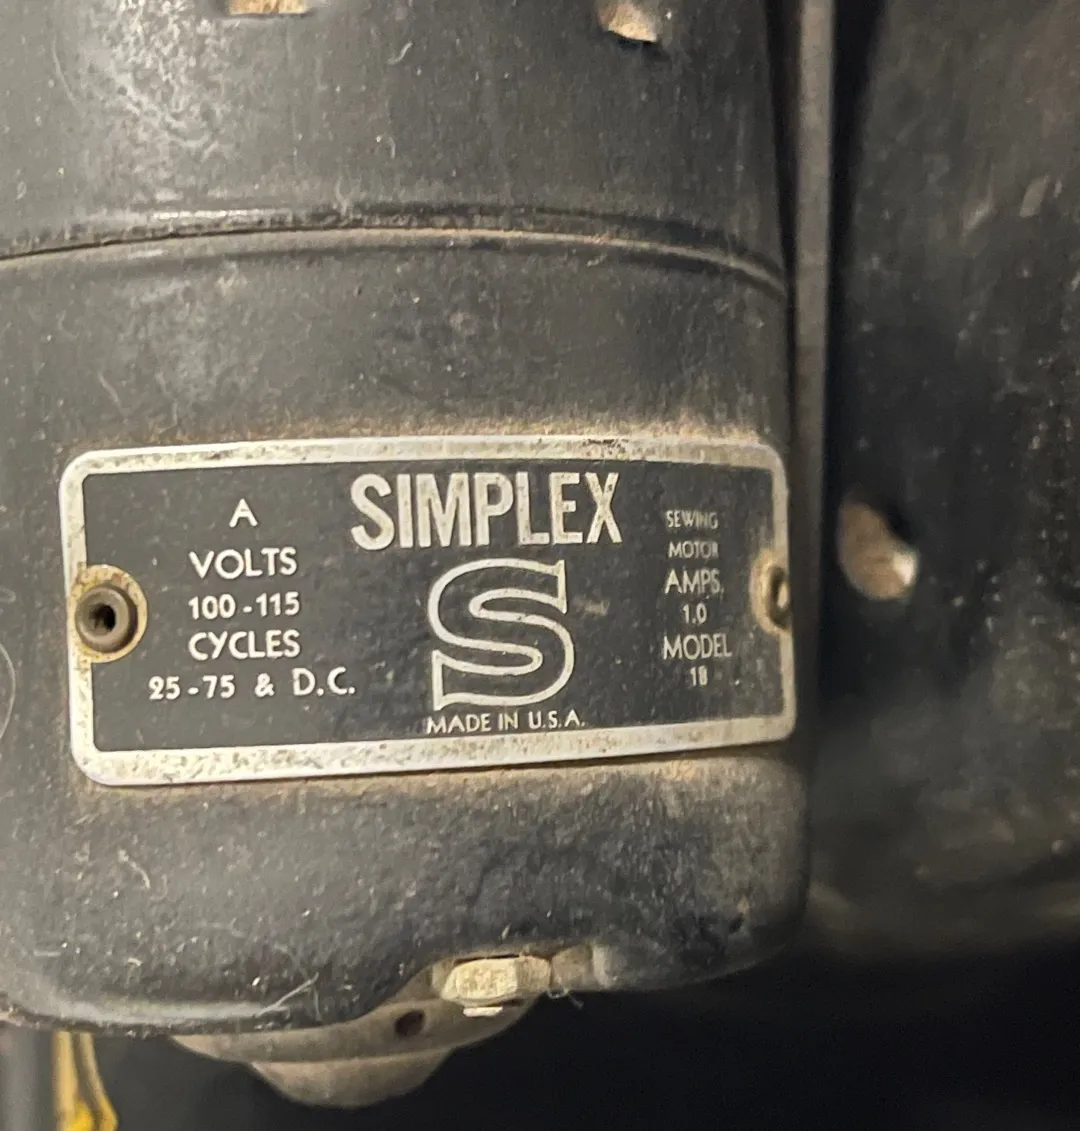 A
VOLTS
100-115
CYCLES
25-75 & D.C.
SIMPLEX
S
MADE IN U.S.A.
SEWING
MOTOR
AMPS.
1.0
MODEL
18